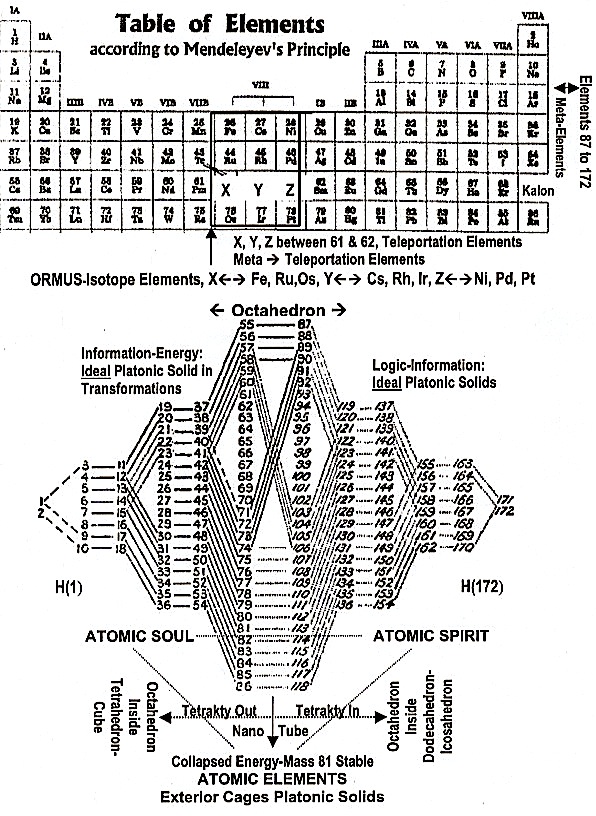 Table of Elements
according to Mendeleyev's Principle
IA VIIIA
1 2
H He
IIA IIIA IVA VA VIA VIIA
3 4 5 6 7 8 9 10
Li Be B C N O F Ne
11 12 13 14 15 16 17
Na Mg Al Si P S Cl Ar
IIIB IVB VB VIB VIIB VIII IB IIB
19 20 21 22 23 24 25 26 27 28 29 30 31 32 33 34 35 36
K Ca Ti V Cr Mn Fe Co Ni Cu Zn Ga Ge As Se Br Kr
37 38 39 40 41 42 43 44 45 46 47 48 49 50 51 52 53 54
Rb Sr Y Zr Nb Mo Ru Rh Pd Ag Cd In Sn Sb Te I Xe
55 56 57 58 59 60 61 X Y Z 62 63 64 65 66 67 68 Kalon
Cs Ba La Ce Pr Nd Pm Sm Eu Gd Tb Dy Ho Er
69 70 71 72 73 74 75 76 77 78 79 80 81 82 83 84 85 86
Tm Yb Lu Hf Ta W Re Os Ir Pt Au Hg Tl Pb Bi Po At Rn
Elements 87 to 172
Meta-Elements
X, Y, Z between 61 & 62, Teleportation Elements
Meta → Teleportation Elements
ORMUS-Isotope Elements, X←→ Fe, Ru,Os, Y←→ Cs, Rh, Ir, Z←→Ni, Pd, Pt
← Octahedron →
Information-Energy:
Ideal Platonic Solid in
Transformations
Logic-Information:
Ideal Platonic Solids
55 87
56 88
57 89
58 90
59 91
60 92
61 93
19 37 62 94 119 137
20 38 63 95 120 138
21 39 64 96 121 139
22 40 65 97 122 140
23 41 66 98 123 141
3 11 24 42 67 99 124 142 155 163
4 12 25 43 68 100 125 143 156 164
5 13 26 44 69 101 126 144 157 165
1 6 14 27 45 70 102 127 145 158 166 171
2 7 15 28 46 71 103 128 146 159 167 172
8 16 29 47 72 104 129 147 160 168
9 17 30 48 73 105 130 148 161 169
10 18 31 49 74 106 131 149 162 170
32 50 75 107 132 150
33 51 76 108 133 151
34 52 77 109 134 152
35 53 78 110 135 153
36 54 79 111 136 154
80 112
81 113
82 114
83 115
84 116
85 117
86 118
H(1) H(172)
ATOMIC SOUL ATOMIC SPIRIT
Octahedron
Inside
Tetrahedron-
Cube
Tetrakty Out Tetrakty In
Nano Tube
Octahedron
Inside
Dodecahedron-
Icosahedron
Collapsed Energy-Mass 81 Stable
ATOMIC ELEMENTS
Exterior Cages Platonic Solids